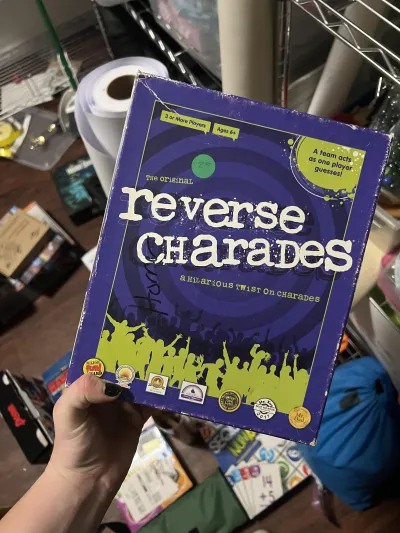 3 or More Players
Ages 6+
A team acts
as one player
guesses!
The original
reverse
CHARADES
a HILARIOUS TWIST ON CHARADES